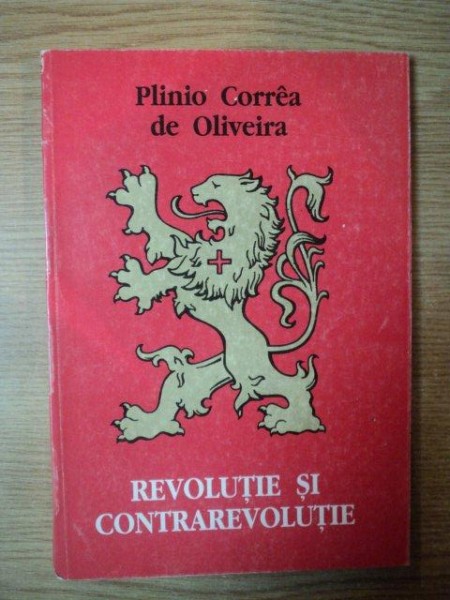 Plinio Corrêa
de Oliveira
REVOLUȚIE ȘI
CONTRAREVOLUȚIE